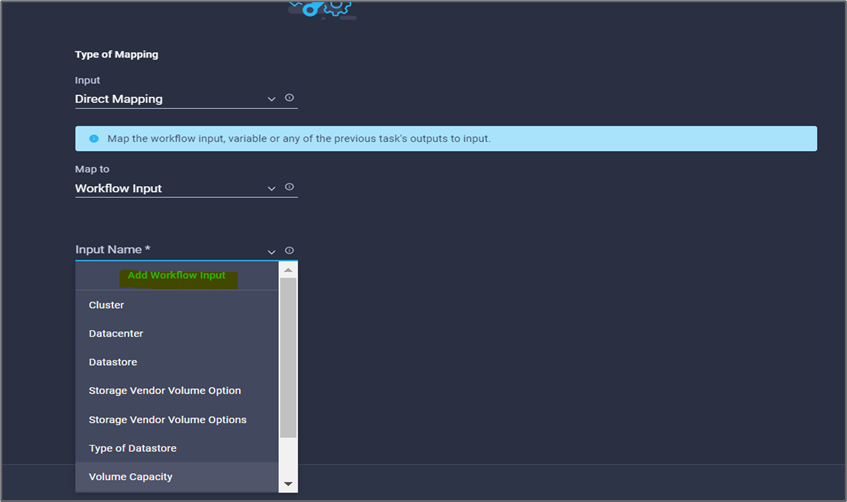 Type of Mapping
Input
Direct Mapping
Map the workflow input, variable or any of the previous task's outputs to input.
Map to
Workflow Input
Input Name *
Add Workflow Input
Cluster
Datacenter
Datastore
Storage Vendor Volume Option
Storage Vendor Volume Options
Type of Datastore
Volume Capacity